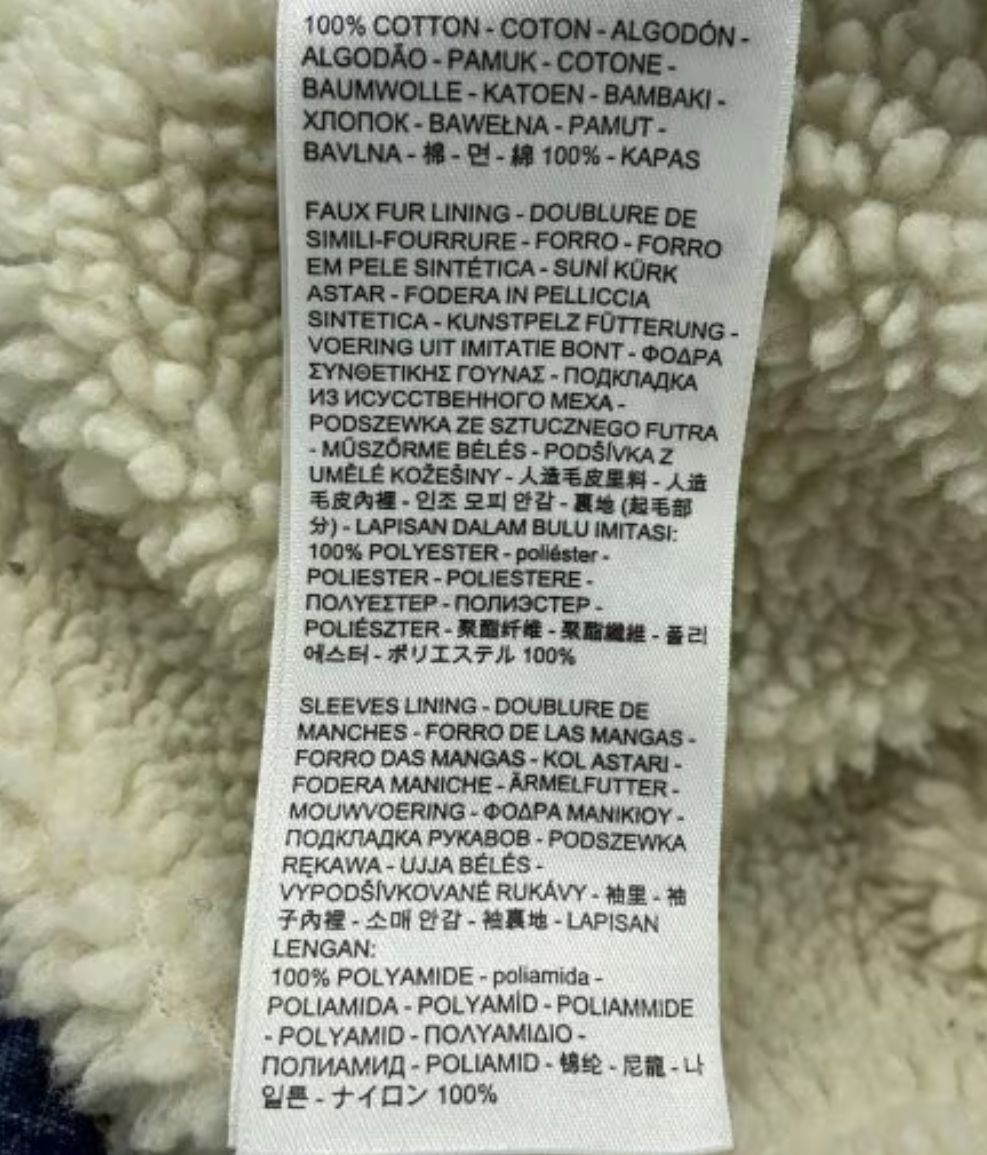 100% COTTON - COTON - ALGODÓN -
ALGODÃO - PAMUK - COTONE -
BAUMWOLLE - KATOEN - BAMBAKI -
ХЛОПОК - BAWEŁNA - PAMUT -
BAVLNA - 棉 - 면 - 綿 100% - KAPAS
FAUX FUR LINING - DOUBLURE DE
SIMILI-FOURRURE - FORRO - FORRO
EM PELE SINTÉTICA - SUNİ KÜRK
ASTAR - FODERA IN PELLICCIA
SINTETICA - KUNSTPELZ FÜTTERUNG -
VOERING UIT IMITATIE BONT - ΦΟΔΡΑ
ΣΥΝΘΕΤΙΚΗΣ ΓΟΥΝΑΣ - ПОДКЛАДКА
ИЗ ИСУССТВЕННОГО МЕХА -
PODSZEWKA ZE SZTUCZNEGO FUTRA
- MŰSZŐRME BÉLÉS - PODŠÍVKA Z
UMĚLÉ KOŽEŠINY - 人造毛皮里料 - 人造
毛皮內裡 - 인조 모피 안감 - 裏地 (起毛部
分) - LAPISAN DALAM BULU IMITASI:
100% POLYESTER - poliéster -
POLIESTER - POLIESTERE -
ΠΟΛΥΕΣΤΕΡ - ПОЛИЭСТЕР -
POLIÉSZTER - 聚酯纤维 - 聚酯纖維 - 폴리
에스터 - ポリエステル 100%
SLEEVES LINING - DOUBLURE DE
MANCHES - FORRO DE LAS MANGAS -
FORRO DAS MANGAS - KOL ASTARI -
FODERA MANICHE - ÄRMELFUTTER -
MOUWVOERING - ΦΟΔΡΑ ΜΑΝΙΚΙΟΥ -
ПОДКЛАДКА РУКАВОВ - PODSZEWKA
RĘKAWA - UJJA BÉLÉS -
VYPODŠÍVKOVANÉ RUKÁVY - 袖里 - 袖
子內裡 - 소매 안감 - 袖裏地 - LAPISAN
LENGAN:
100% POLYAMIDE - poliamida -
POLIAMIDA - POLYAMİD - POLIAMMIDE
- POLYAMID - ΠΟΛΥΑΜΙΔΙΟ -
ПОЛИАМИД - POLIAMID - 锦纶 - 尼龍 - 나
일론 - ナイロン 100%